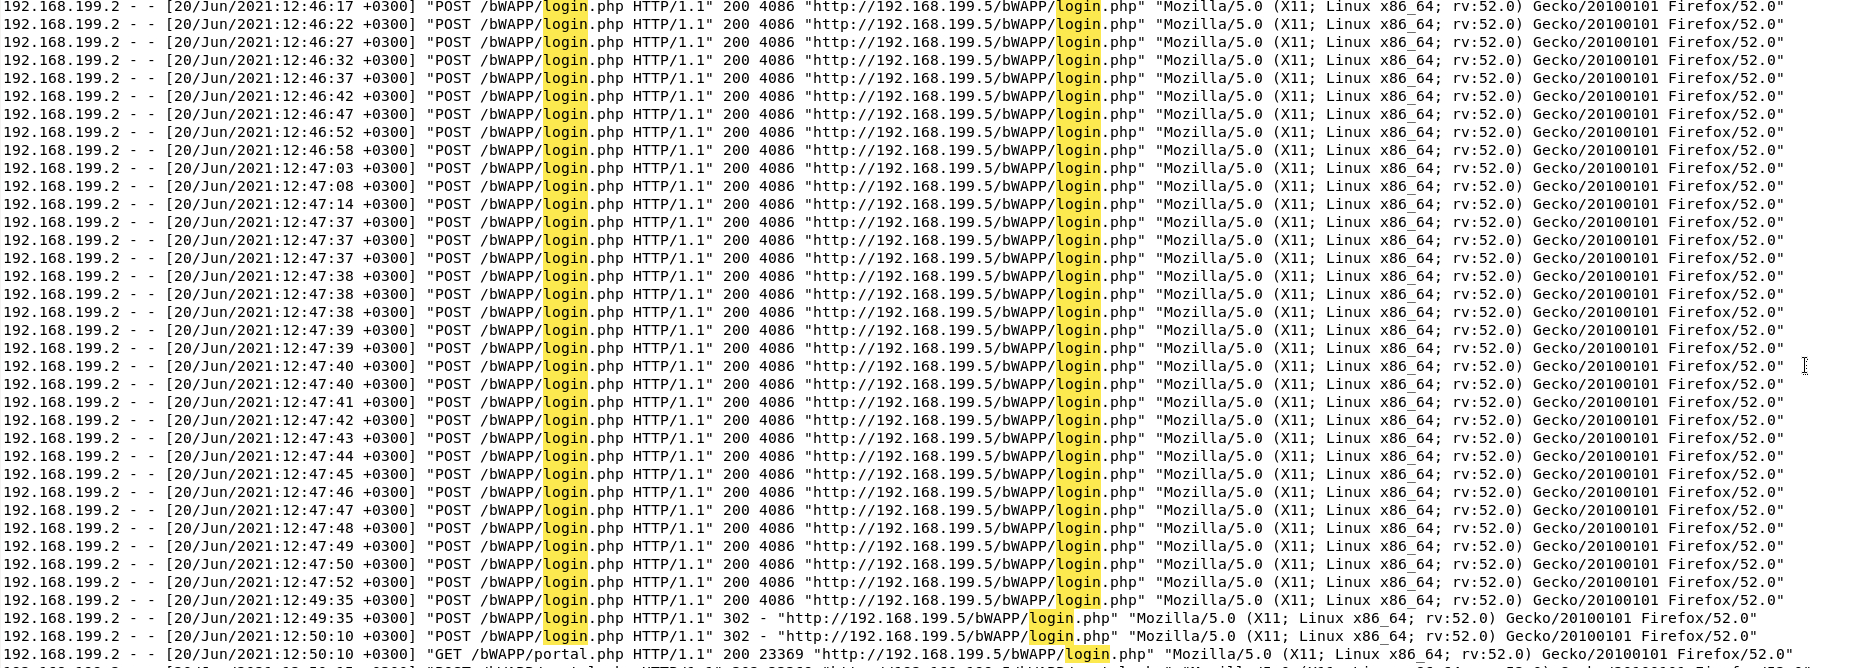 192.168.199.2 - - [20/Jun/2021:12:46:17 +0300] "POST /bWAPP/login.php HTTP/1.1" 200 4086 "http://192.168.199.5/bWAPP/login.php" "Mozilla/5.0 (X11; Linux x86_64; rv:52.0) Gecko/20100101 Firefox/52.0"
192.168.199.2 - - [20/Jun/2021:12:46:22 +0300] "POST /bWAPP/login.php HTTP/1.1" 200 4086 "http://192.168.199.5/bWAPP/login.php" "Mozilla/5.0 (X11; Linux x86_64; rv:52.0) Gecko/20100101 Firefox/52.0"
192.168.199.2 - - [20/Jun/2021:12:46:27 +0300] "POST /bWAPP/login.php HTTP/1.1" 200 4086 "http://192.168.199.5/bWAPP/login.php" "Mozilla/5.0 (X11; Linux x86_64; rv:52.0) Gecko/20100101 Firefox/52.0"
192.168.199.2 - - [20/Jun/2021:12:46:32 +0300] "POST /bWAPP/login.php HTTP/1.1" 200 4086 "http://192.168.199.5/bWAPP/login.php" "Mozilla/5.0 (X11; Linux x86_64; rv:52.0) Gecko/20100101 Firefox/52.0"
192.168.199.2 - - [20/Jun/2021:12:46:37 +0300] "POST /bWAPP/login.php HTTP/1.1" 200 4086 "http://192.168.199.5/bWAPP/login.php" "Mozilla/5.0 (X11; Linux x86_64; rv:52.0) Gecko/20100101 Firefox/52.0"
192.168.199.2 - - [20/Jun/2021:12:46:42 +0300] "POST /bWAPP/login.php HTTP/1.1" 200 4086 "http://192.168.199.5/bWAPP/login.php" "Mozilla/5.0 (X11; Linux x86_64; rv:52.0) Gecko/20100101 Firefox/52.0"
192.168.199.2 - - [20/Jun/2021:12:46:47 +0300] "POST /bWAPP/login.php HTTP/1.1" 200 4086 "http://192.168.199.5/bWAPP/login.php" "Mozilla/5.0 (X11; Linux x86_64; rv:52.0) Gecko/20100101 Firefox/52.0"
192.168.199.2 - - [20/Jun/2021:12:46:52 +0300] "POST /bWAPP/login.php HTTP/1.1" 200 4086 "http://192.168.199.5/bWAPP/login.php" "Mozilla/5.0 (X11; Linux x86_64; rv:52.0) Gecko/20100101 Firefox/52.0"
192.168.199.2 - - [20/Jun/2021:12:46:58 +0300] "POST /bWAPP/login.php HTTP/1.1" 200 4086 "http://192.168.199.5/bWAPP/login.php" "Mozilla/5.0 (X11; Linux x86_64; rv:52.0) Gecko/20100101 Firefox/52.0"
192.168.199.2 - - [20/Jun/2021:12:47:03 +0300] "POST /bWAPP/login.php HTTP/1.1" 200 4086 "http://192.168.199.5/bWAPP/login.php" "Mozilla/5.0 (X11; Linux x86_64; rv:52.0) Gecko/20100101 Firefox/52.0"
192.168.199.2 - - [20/Jun/2021:12:47:08 +0300] "POST /bWAPP/login.php HTTP/1.1" 200 4086 "http://192.168.199.5/bWAPP/login.php" "Mozilla/5.0 (X11; Linux x86_64; rv:52.0) Gecko/20100101 Firefox/52.0"
192.168.199.2 - - [20/Jun/2021:12:47:14 +0300] "POST /bWAPP/login.php HTTP/1.1" 200 4086 "http://192.168.199.5/bWAPP/login.php" "Mozilla/5.0 (X11; Linux x86_64; rv:52.0) Gecko/20100101 Firefox/52.0"
192.168.199.2 - - [20/Jun/2021:12:47:37 +0300] "POST /bWAPP/login.php HTTP/1.1" 200 4086 "http://192.168.199.5/bWAPP/login.php" "Mozilla/5.0 (X11; Linux x86_64; rv:52.0) Gecko/20100101 Firefox/52.0"
192.168.199.2 - - [20/Jun/2021:12:47:37 +0300] "POST /bWAPP/login.php HTTP/1.1" 200 4086 "http://192.168.199.5/bWAPP/login.php" "Mozilla/5.0 (X11; Linux x86_64; rv:52.0) Gecko/20100101 Firefox/52.0"
192.168.199.2 - - [20/Jun/2021:12:47:37 +0300] "POST /bWAPP/login.php HTTP/1.1" 200 4086 "http://192.168.199.5/bWAPP/login.php" "Mozilla/5.0 (X11; Linux x86_64; rv:52.0) Gecko/20100101 Firefox/52.0"
192.168.199.2 - - [20/Jun/2021:12:47:38 +0300] "POST /bWAPP/login.php HTTP/1.1" 200 4086 "http://192.168.199.5/bWAPP/login.php" "Mozilla/5.0 (X11; Linux x86_64; rv:52.0) Gecko/20100101 Firefox/52.0"
192.168.199.2 - - [20/Jun/2021:12:47:38 +0300] "POST /bWAPP/login.php HTTP/1.1" 200 4086 "http://192.168.199.5/bWAPP/login.php" "Mozilla/5.0 (X11; Linux x86_64; rv:52.0) Gecko/20100101 Firefox/52.0"
192.168.199.2 - - [20/Jun/2021:12:47:38 +0300] "POST /bWAPP/login.php HTTP/1.1" 200 4086 "http://192.168.199.5/bWAPP/login.php" "Mozilla/5.0 (X11; Linux x86_64; rv:52.0) Gecko/20100101 Firefox/52.0"
192.168.199.2 - - [20/Jun/2021:12:47:39 +0300] "POST /bWAPP/login.php HTTP/1.1" 200 4086 "http://192.168.199.5/bWAPP/login.php" "Mozilla/5.0 (X11; Linux x86_64; rv:52.0) Gecko/20100101 Firefox/52.0"
192.168.199.2 - - [20/Jun/2021:12:47:39 +0300] "POST /bWAPP/login.php HTTP/1.1" 200 4086 "http://192.168.199.5/bWAPP/login.php" "Mozilla/5.0 (X11; Linux x86_64; rv:52.0) Gecko/20100101 Firefox/52.0"
192.168.199.2 - - [20/Jun/2021:12:47:40 +0300] "POST /bWAPP/login.php HTTP/1.1" 200 4086 "http://192.168.199.5/bWAPP/login.php" "Mozilla/5.0 (X11; Linux x86_64; rv:52.0) Gecko/20100101 Firefox/52.0"
192.168.199.2 - - [20/Jun/2021:12:47:40 +0300] "POST /bWAPP/login.php HTTP/1.1" 200 4086 "http://192.168.199.5/bWAPP/login.php" "Mozilla/5.0 (X11; Linux x86_64; rv:52.0) Gecko/20100101 Firefox/52.0"
192.168.199.2 - - [20/Jun/2021:12:47:41 +0300] "POST /bWAPP/login.php HTTP/1.1" 200 4086 "http://192.168.199.5/bWAPP/login.php" "Mozilla/5.0 (X11; Linux x86_64; rv:52.0) Gecko/20100101 Firefox/52.0"
192.168.199.2 - - [20/Jun/2021:12:47:42 +0300] "POST /bWAPP/login.php HTTP/1.1" 200 4086 "http://192.168.199.5/bWAPP/login.php" "Mozilla/5.0 (X11; Linux x86_64; rv:52.0) Gecko/20100101 Firefox/52.0"
192.168.199.2 - - [20/Jun/2021:12:47:43 +0300] "POST /bWAPP/login.php HTTP/1.1" 200 4086 "http://192.168.199.5/bWAPP/login.php" "Mozilla/5.0 (X11; Linux x86_64; rv:52.0) Gecko/20100101 Firefox/52.0"
192.168.199.2 - - [20/Jun/2021:12:47:44 +0300] "POST /bWAPP/login.php HTTP/1.1" 200 4086 "http://192.168.199.5/bWAPP/login.php" "Mozilla/5.0 (X11; Linux x86_64; rv:52.0) Gecko/20100101 Firefox/52.0"
192.168.199.2 - - [20/Jun/2021:12:47:45 +0300] "POST /bWAPP/login.php HTTP/1.1" 200 4086 "http://192.168.199.5/bWAPP/login.php" "Mozilla/5.0 (X11; Linux x86_64; rv:52.0) Gecko/20100101 Firefox/52.0"
192.168.199.2 - - [20/Jun/2021:12:47:46 +0300] "POST /bWAPP/login.php HTTP/1.1" 200 4086 "http://192.168.199.5/bWAPP/login.php" "Mozilla/5.0 (X11; Linux x86_64; rv:52.0) Gecko/20100101 Firefox/52.0"
192.168.199.2 - - [20/Jun/2021:12:47:47 +0300] "POST /bWAPP/login.php HTTP/1.1" 200 4086 "http://192.168.199.5/bWAPP/login.php" "Mozilla/5.0 (X11; Linux x86_64; rv:52.0) Gecko/20100101 Firefox/52.0"
192.168.199.2 - - [20/Jun/2021:12:47:48 +0300] "POST /bWAPP/login.php HTTP/1.1" 200 4086 "http://192.168.199.5/bWAPP/login.php" "Mozilla/5.0 (X11; Linux x86_64; rv:52.0) Gecko/20100101 Firefox/52.0"
192.168.199.2 - - [20/Jun/2021:12:47:49 +0300] "POST /bWAPP/login.php HTTP/1.1" 200 4086 "http://192.168.199.5/bWAPP/login.php" "Mozilla/5.0 (X11; Linux x86_64; rv:52.0) Gecko/20100101 Firefox/52.0"
192.168.199.2 - - [20/Jun/2021:12:47:50 +0300] "POST /bWAPP/login.php HTTP/1.1" 200 4086 "http://192.168.199.5/bWAPP/login.php" "Mozilla/5.0 (X11; Linux x86_64; rv:52.0) Gecko/20100101 Firefox/52.0"
192.168.199.2 - - [20/Jun/2021:12:47:52 +0300] "POST /bWAPP/login.php HTTP/1.1" 200 4086 "http://192.168.199.5/bWAPP/login.php" "Mozilla/5.0 (X11; Linux x86_64; rv:52.0) Gecko/20100101 Firefox/52.0"
192.168.199.2 - - [20/Jun/2021:12:49:35 +0300] "POST /bWAPP/login.php HTTP/1.1" 200 4086 "http://192.168.199.5/bWAPP/login.php" "Mozilla/5.0 (X11; Linux x86_64; rv:52.0) Gecko/20100101 Firefox/52.0"
192.168.199.2 - - [20/Jun/2021:12:49:35 +0300] "POST /bWAPP/login.php HTTP/1.1" 302 - "http://192.168.199.5/bWAPP/login.php" "Mozilla/5.0 (X11; Linux x86_64; rv:52.0) Gecko/20100101 Firefox/52.0"
192.168.199.2 - - [20/Jun/2021:12:50:10 +0300] "POST /bWAPP/login.php HTTP/1.1" 302 - "http://192.168.199.5/bWAPP/login.php" "Mozilla/5.0 (X11; Linux x86_64; rv:52.0) Gecko/20100101 Firefox/52.0"
192.168.199.2 - - [20/Jun/2021:12:50:10 +0300] "GET /bWAPP/portal.php HTTP/1.1" 200 23369 "http://192.168.199.5/bWAPP/login.php" "Mozilla/5.0 (X11; Linux x86_64; rv:52.0) Gecko/20100101 Firefox/52.0"